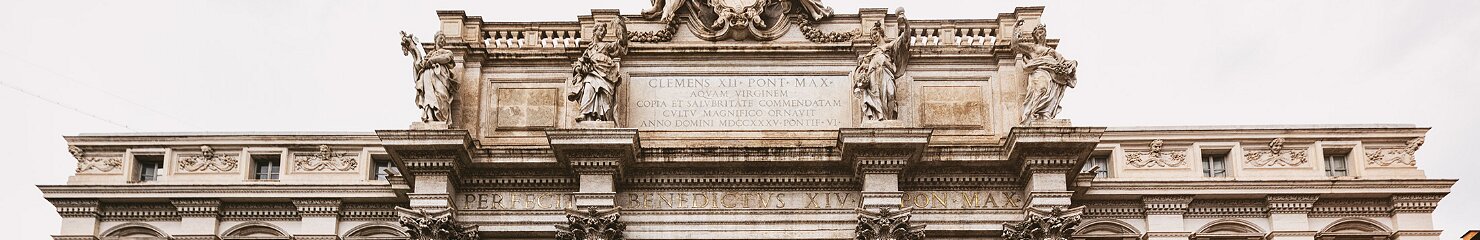 CLEMENS XII · PONT · MAX ·
AQVAM VIRGINEM
COPIA ET SALVBRITATE COMMENDATAM
CVLTV MAGNIFICO ORNAVIT
ANNO DOMINI MDCCXXXV · PONTIF · VI ·
PERFECIT BENEDICTVS XIV · PON · MAX ·